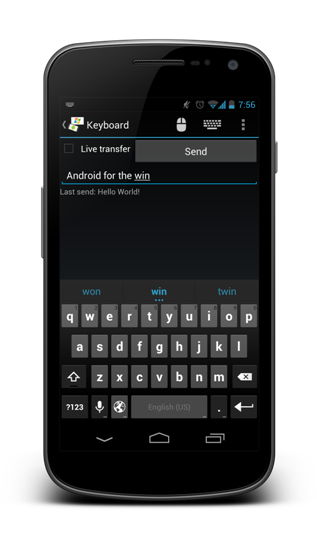 7:56
Keyboard
Live transfer
Send
Android for the win
Last send: Hello World!
won win twin
q w e r t y u i o p
a s d f g h j k l
z x c v b n m
?123 English (US) .